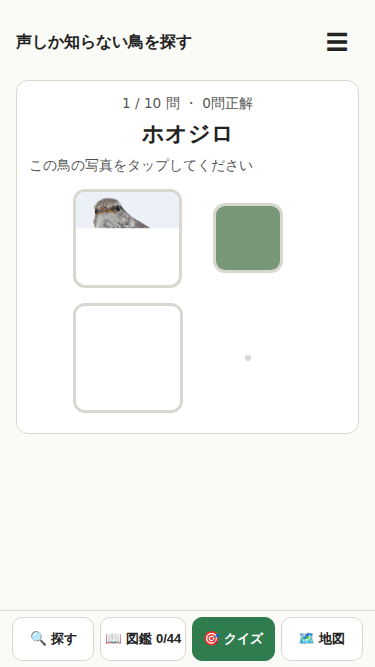 声しか知らない鳥を探す
1 / 10 問 ・ 0問正解
ホオジロ
この鳥の写真をタップしてください
探す
図鑑 0/44
クイズ
地図